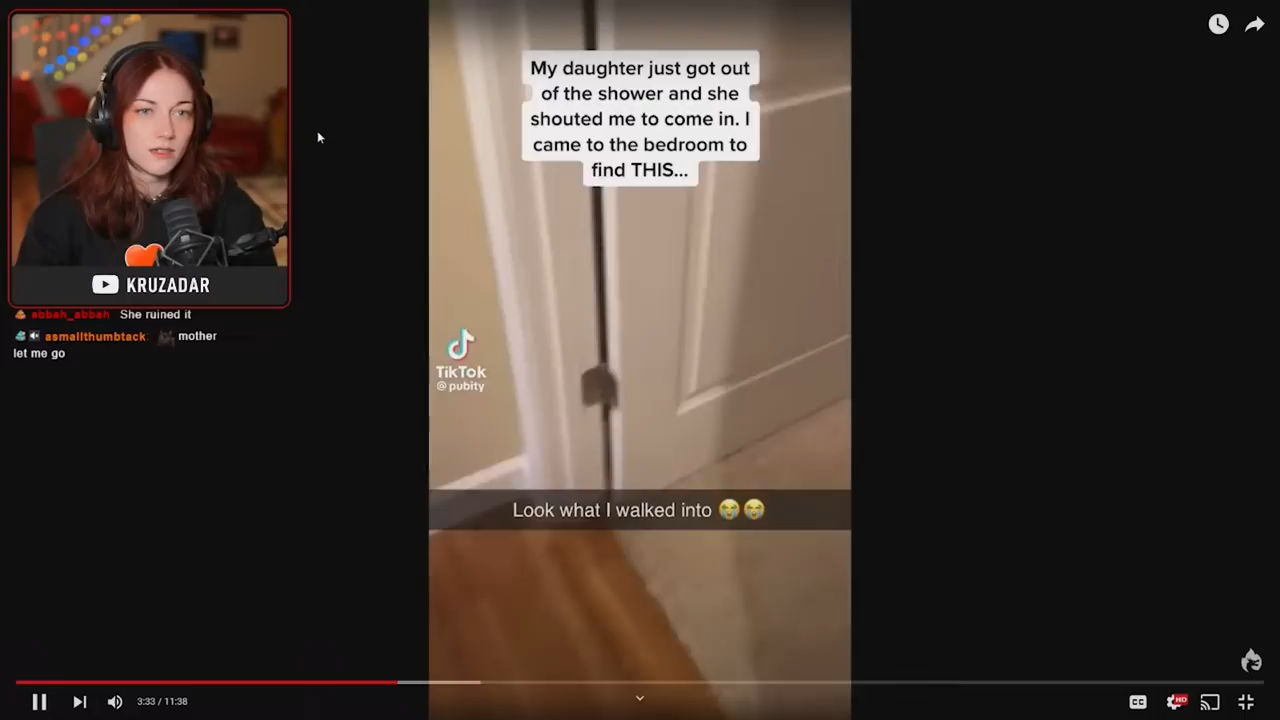 My daughter just got out
of the shower and she
shouted me to come in. I
came to the bedroom to
find THIS...
KRUZADAR
abbah_abbah She ruined it
asmallthumbtack: mother
let me go
TikTok
@ pubity
Look what I walked into 😭😭
3:33 / 11:38
CC
HD